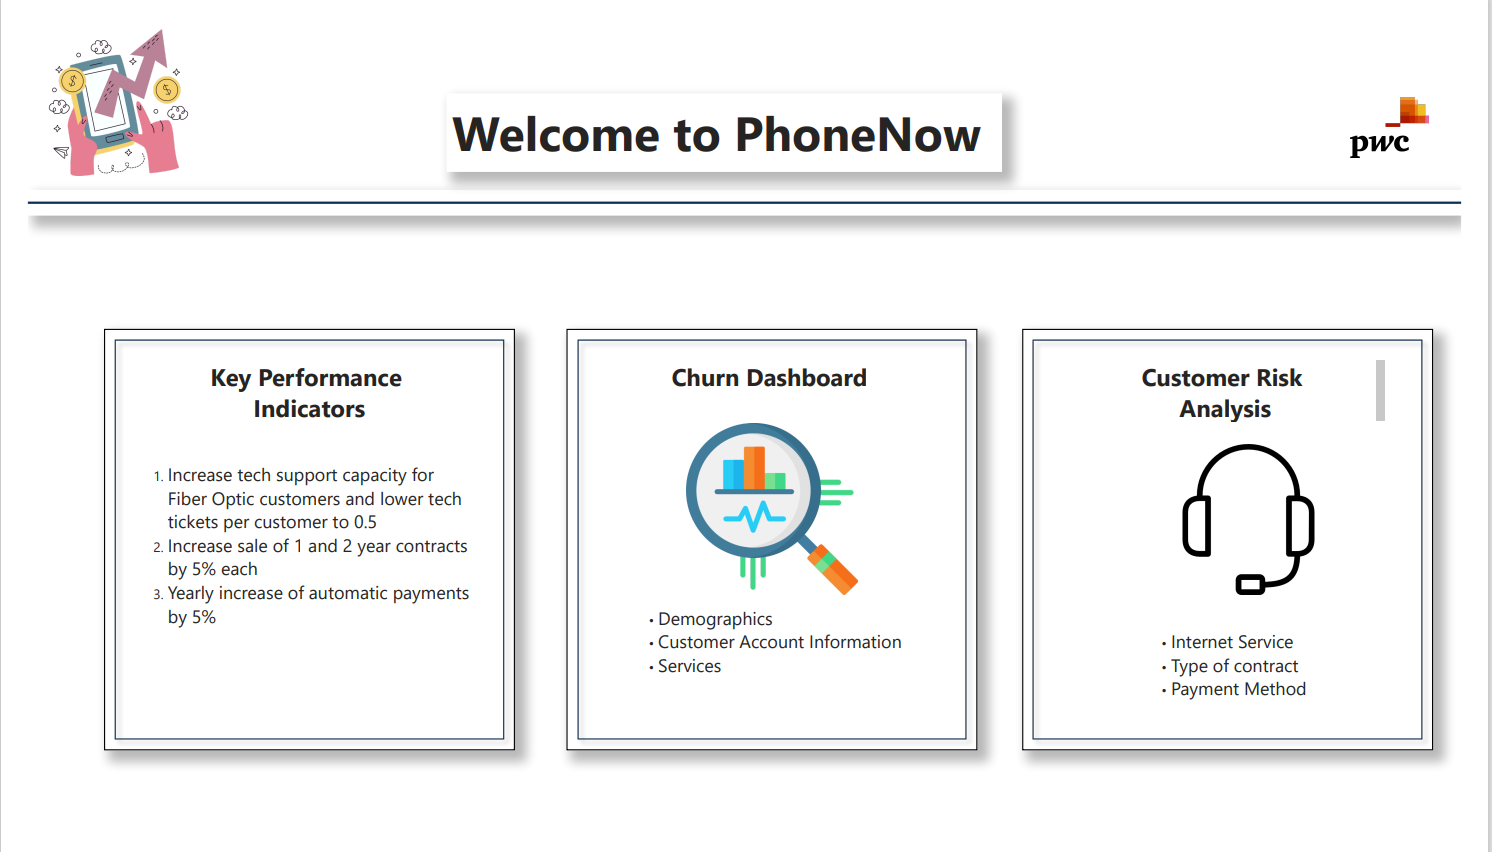 Welcome to PhoneNow
$
$
pwc
Key Performance
Indicators
1. Increase tech support capacity for
Fiber Optic customers and lower tech
tickets per customer to 0.5
2. Increase sale of 1 and 2 year contracts
by 5% each
3. Yearly increase of automatic payments
by 5%
Churn Dashboard
• Demographics
• Customer Account Information
• Services
Customer Risk
Analysis
• Internet Service
• Type of contract
• Payment Method